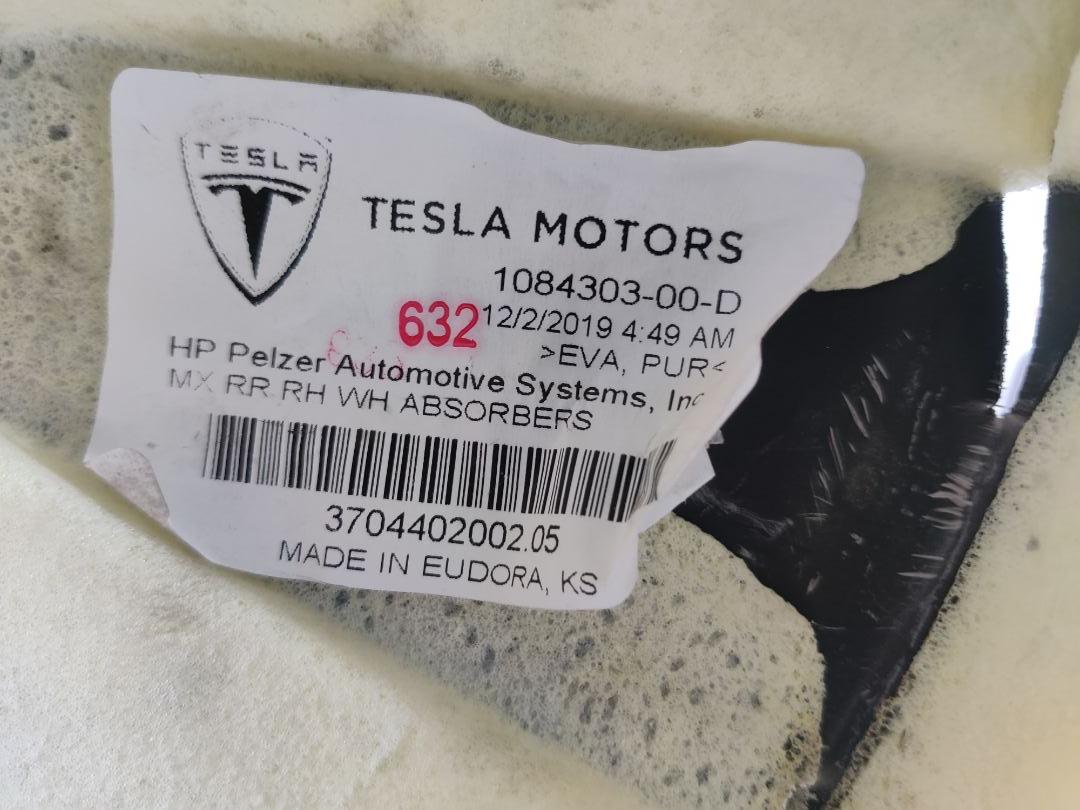 TESLA
TESLA MOTORS
1084303-00-D
632
12/2/2019 4:49 AM
>EVA, PUR<
HP Pelzer Automotive Systems, Inc
MX RR RH WH ABSORBERS
3704402002.05
MADE IN EUDORA, KS